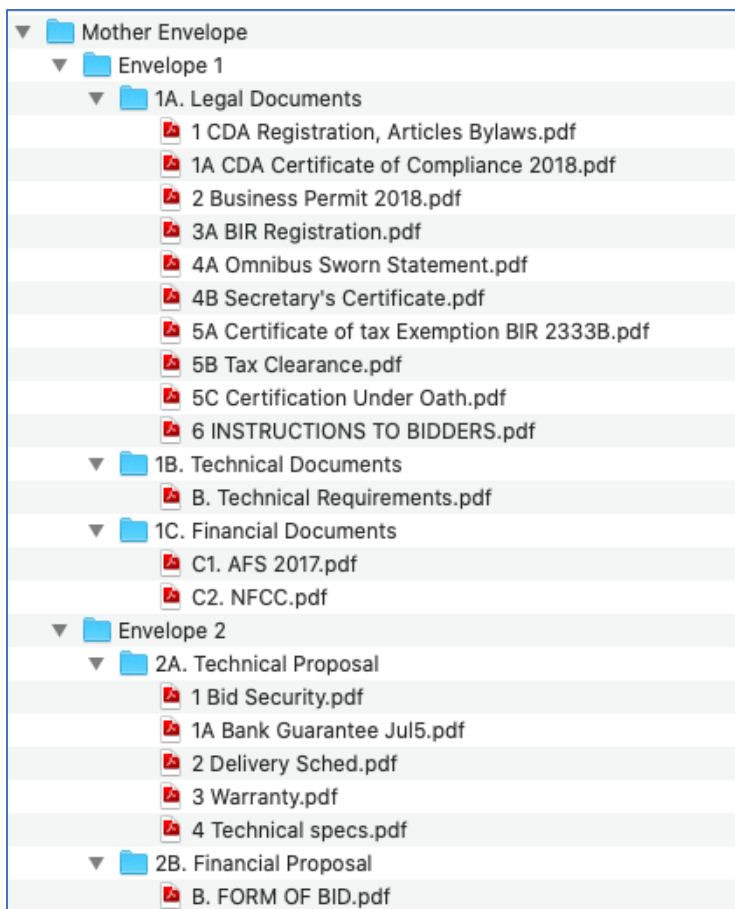 Mother Envelope
Envelope 1
1A. Legal Documents
1 CDA Registration, Articles Bylaws.pdf
1A CDA Certificate of Compliance 2018.pdf
2 Business Permit 2018.pdf
3A BIR Registration.pdf
4A Omnibus Sworn Statement.pdf
4B Secretary's Certificate.pdf
5A Certificate of tax Exemption BIR 2333B.pdf
5B Tax Clearance.pdf
5C Certification Under Oath.pdf
6 INSTRUCTIONS TO BIDDERS.pdf
1B. Technical Documents
B. Technical Requirements.pdf
1C. Financial Documents
C1. AFS 2017.pdf
C2. NFCC.pdf
Envelope 2
2A. Technical Proposal
1 Bid Security.pdf
1A Bank Guarantee Jul5.pdf
2 Delivery Sched.pdf
3 Warranty.pdf
4 Technical specs.pdf
2B. Financial Proposal
B. FORM OF BID.pdf